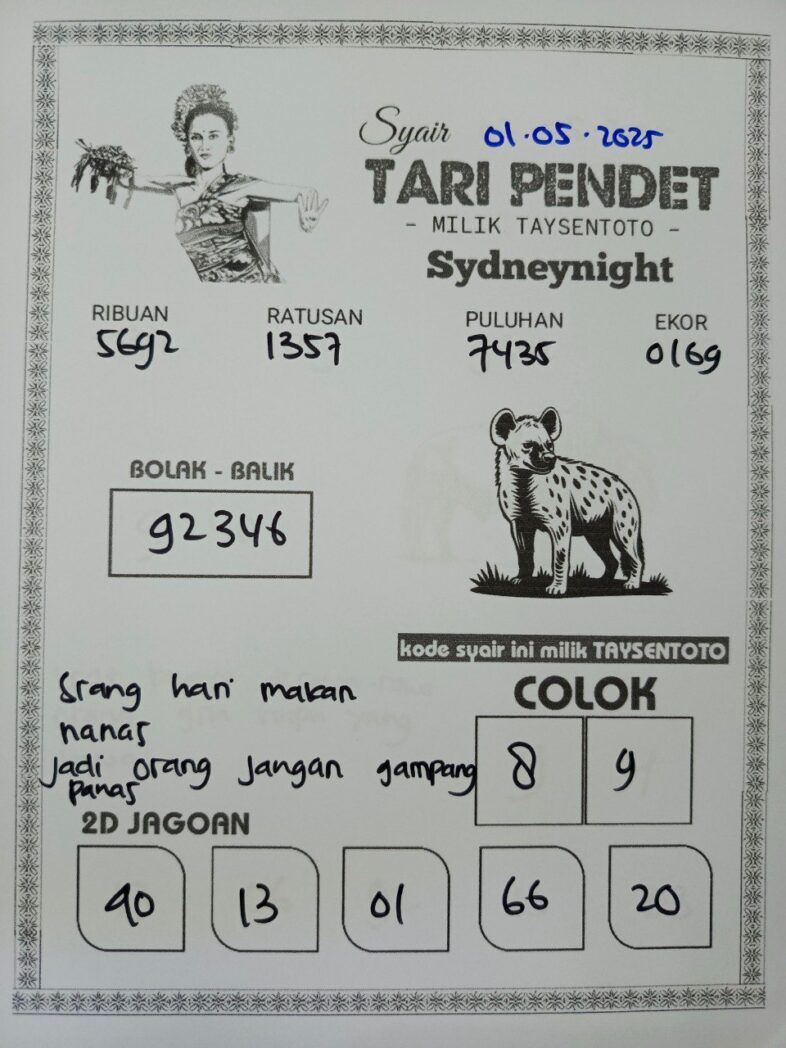 Syair 01.05.2025
TARI PENDET
- MILIK TAYSENTOTO -
Sydneynight
RIBUAN RATUSAN PULUHAN EKOR
5692 1357 7435 0169
BOLAK - BALIK
92346
kode syair ini milik TAYSENTOTO
Srang hari makan
nanas
Jadi orang Jangan gampang
panas
COLOK
8 9
2D JAGOAN
90 13 01 66 20